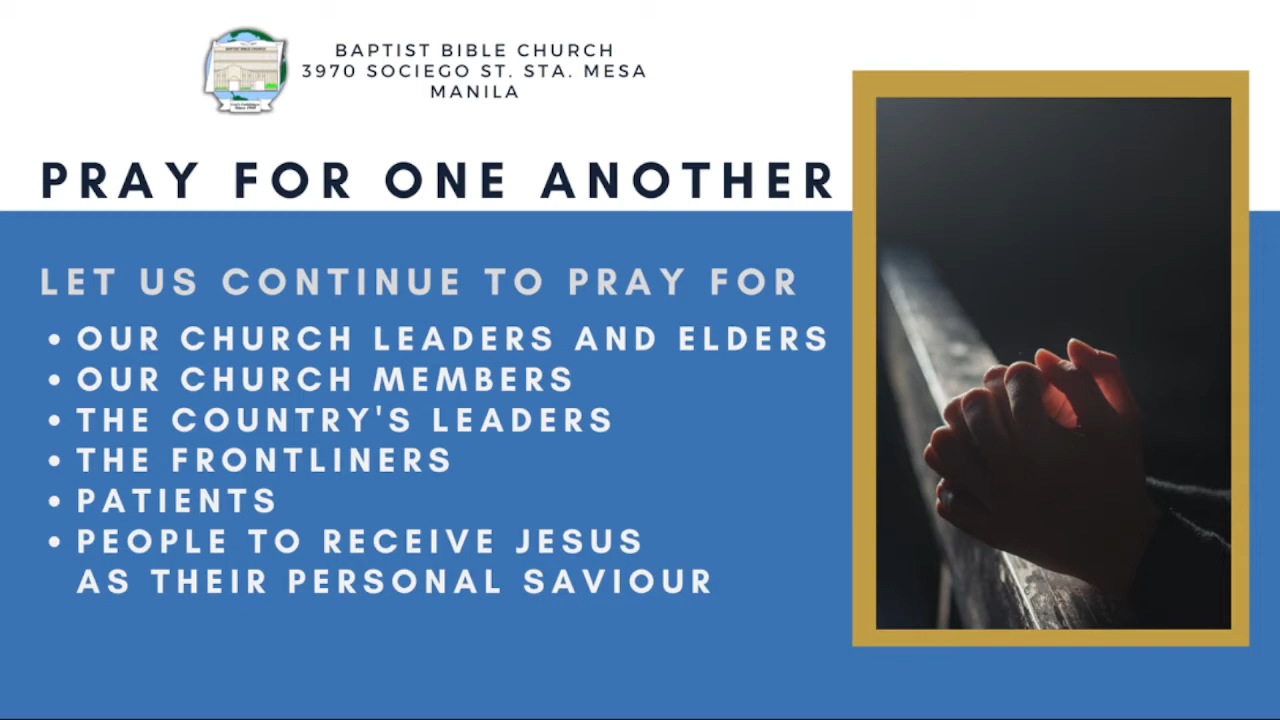 BAPTIST BIBLE CHURCH
3970 SOCIEGO ST. STA. MESA
MANILA
PRAY FOR ONE ANOTHER
LET US CONTINUE TO PRAY FOR
• OUR CHURCH LEADERS AND ELDERS
• OUR CHURCH MEMBERS
• THE COUNTRY'S LEADERS
• THE FRONTLINERS
• PATIENTS
• PEOPLE TO RECEIVE JESUS
AS THEIR PERSONAL SAVIOUR